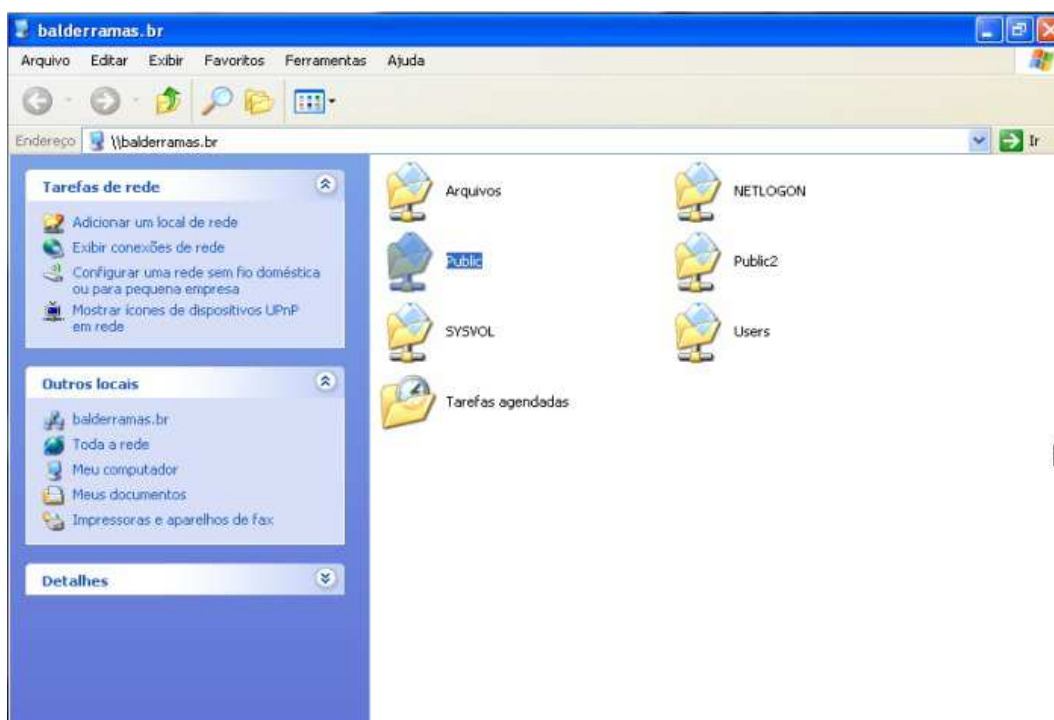 balderramas.br
Arquivo Editar Exibir Favoritos Ferramentas Ajuda
Endereço \\balderramas.br Ir
Tarefas de rede
Adicionar um local de rede
Exibir conexões de rede
Configurar uma rede sem fio doméstica
ou para pequena empresa
Mostrar ícones de dispositivos UPnP
em rede
Outros locais
balderramas.br
Toda a rede
Meu computador
Meus documentos
Impressoras e aparelhos de fax
Detalhes
Arquivos NETLOGON
Public Public2
SYSVOL Users
Tarefas agendadas